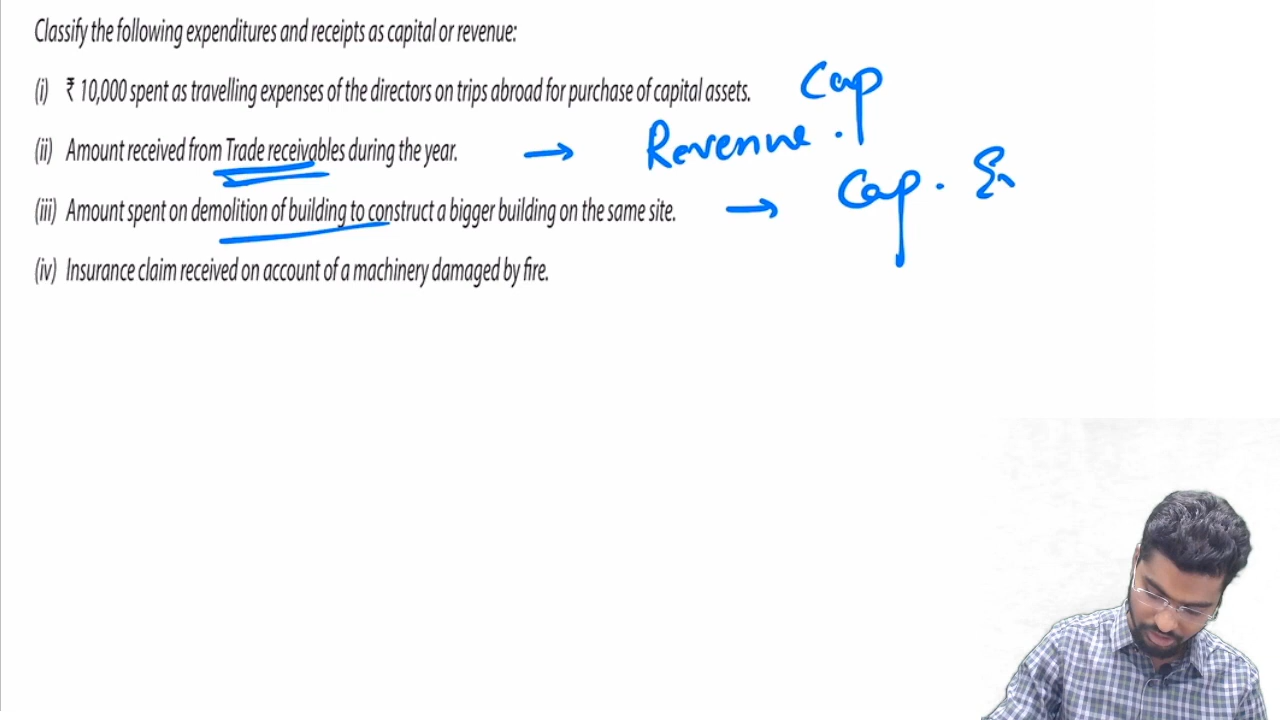 Classify the following expenditures and receipts as capital or revenue:
(i) ₹ 10,000 spent as travelling expenses of the directors on trips abroad for purchase of capital assets. Cap
(ii) Amount received from Trade receivables during the year. → Revenue.
(iii) Amount spent on demolition of building to construct a bigger building on the same site. → Cap.
(iv) Insurance claim received on account of a machinery damaged by fire.